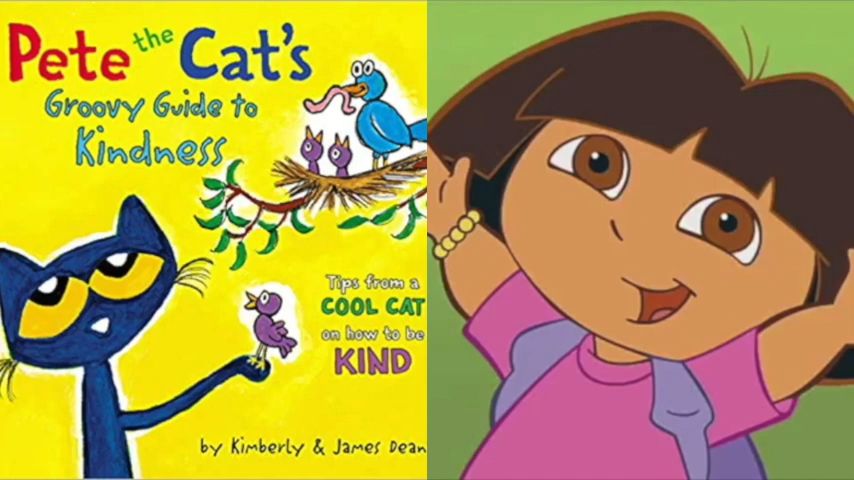 Pete the Cat's
Groovy Guide to
Kindness
Tips from a
COOL CAT
on how to be
KIND
by Kimberly & James Dean